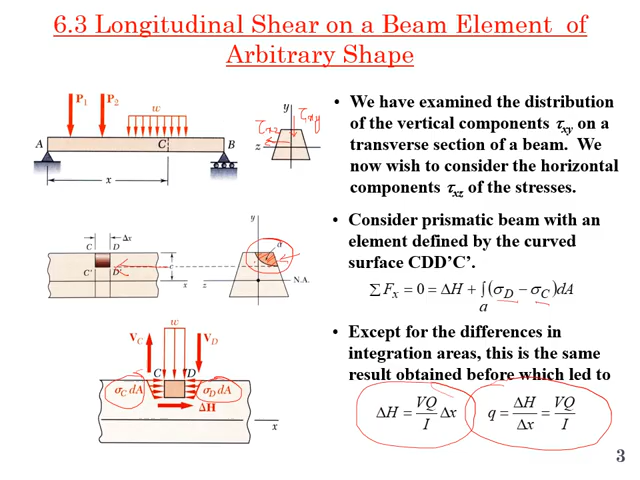 6.3 Longitudinal Shear on a Beam Element of
Arbitrary Shape
P₁ P₂ w
A C B
x
y
τxz τxy
z
• We have examined the distribution
of the vertical components τxy on a
transverse section of a beam. We
now wish to consider the horizontal
components τxz of the stresses.
C D Δx
C' D' c
x
y
a
z N.A.
• Consider prismatic beam with an
element defined by the curved
surface CDD'C'.
∑ Fx = 0 = ΔH + ∫(σD − σC)dA
a
w
VC VD
C D
σC dA σD dA
ΔH
x
• Except for the differences in
integration areas, this is the same
result obtained before which led to
ΔH = VQ/I Δx q = ΔH/Δx = VQ/I
3